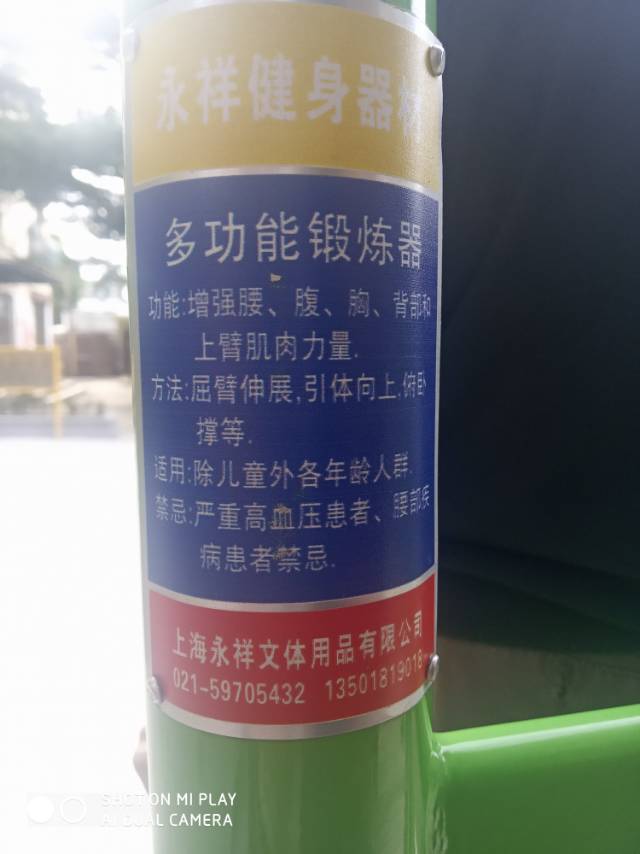 永祥健身器材
多功能锻炼器
功能:增强腰、腹、胸、背部和
上臂肌肉力量.
方法:屈臂伸展,引体向上,俯卧
撑等.
适用:除儿童外各年龄人群.
禁忌:严重高血压患者、腰部疾
病患者禁忌.
上海永祥文体用品有限公司
021-59705432 13501819018
SHOT ON MI PLAY
AI DUAL CAMERA